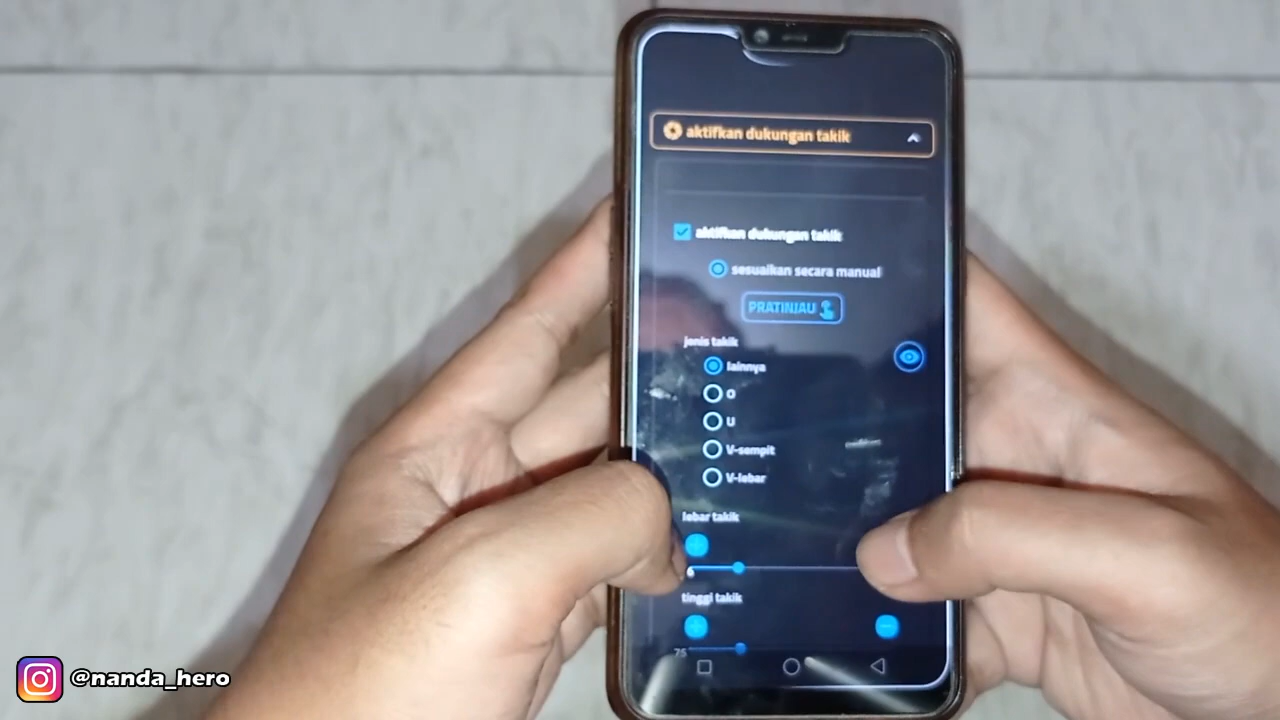 aktifkan dukungan takik
aktifkan dukungan takik
sesuaikan secara manual
PRATINJAU
jenis takik
lainnya
O
U
V-sempit
V-lebar
lebar takik
6
tinggi takik
75
@nanda_hero